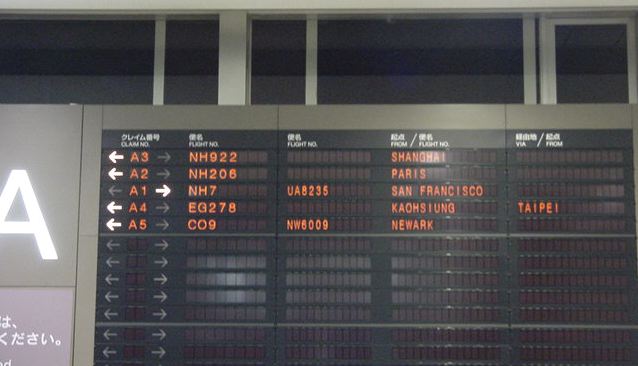 A
クレイム番号 便名 便名 起点 / 便名 経由地 / 起点
CLAIM NO. FLIGHT NO. FLIGHT NO. FROM FLIGHT NO. VIA FROM
← A3 → NH922 SHANGHAI
← A2 → NH206 PARIS
← A1 → NH7 UA8235 SAN FRANCISCO
← A4 → EG278 KAOHSIUNG TAIPEI
← A5 → CO9 NW6009 NEWARK
は、
ください。